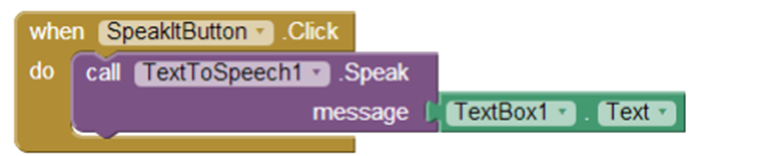 when SpeakItButton .Click
do call TextToSpeech1 .Speak
message TextBox1 . Text